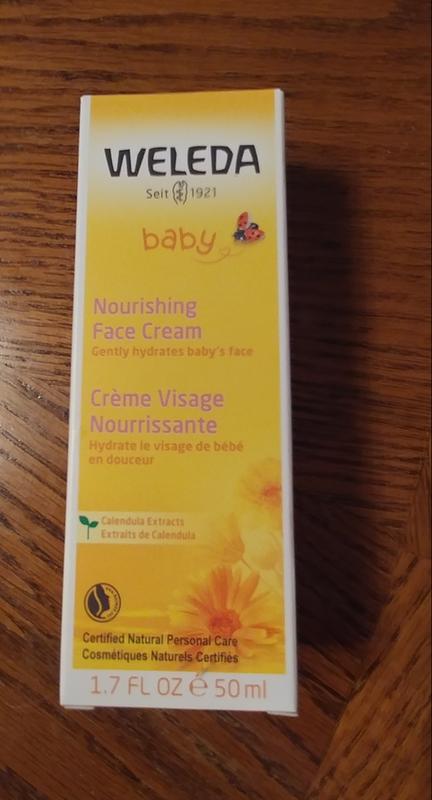 WELEDA
Seit 1921
baby
Nourishing
Face Cream
Gently hydrates baby's face
Crème Visage
Nourrissante
Hydrate le visage de bébé
en douceur
Calendula Extracts
Extraits de Calendula
Certified Natural Personal Care
Cosmétiques Naturels Certifiés
1.7 FL OZ ℮ 50 ml